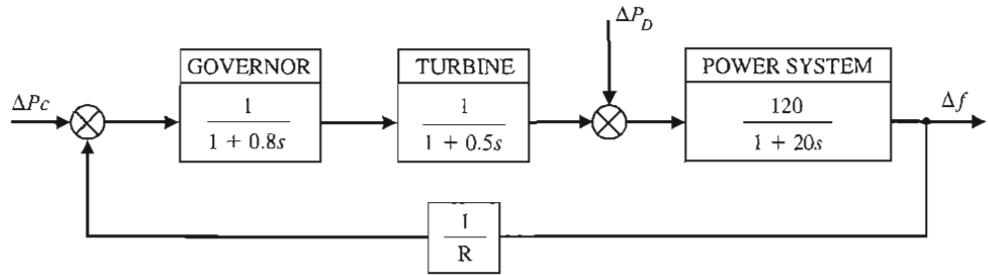 ΔP_D
GOVERNOR
TURBINE
POWER SYSTEM
ΔPc
1
1 + 0.8s
1
1 + 0.5s
120
1 + 20s
Δf
1
R